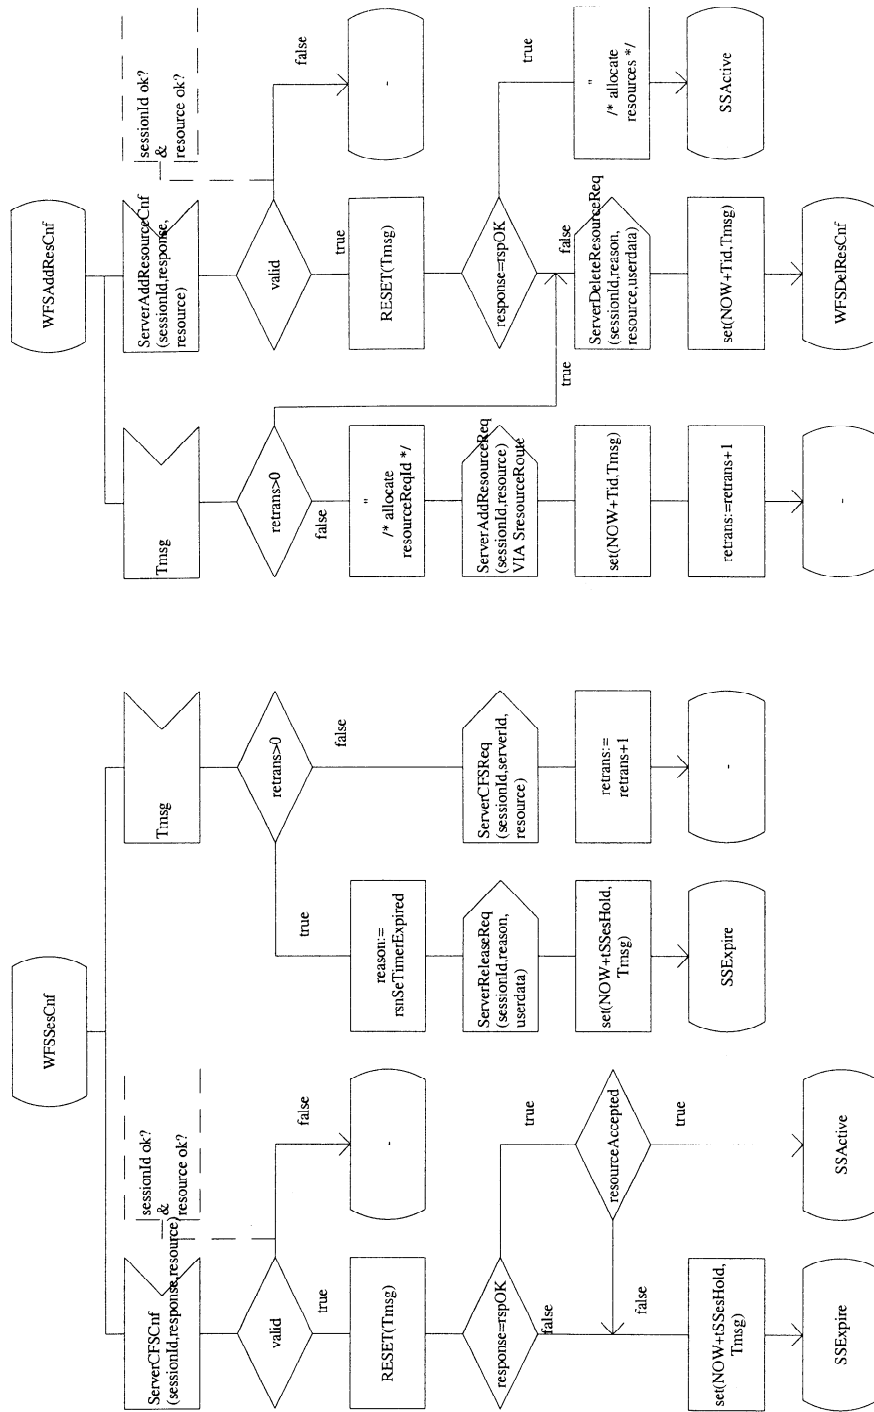 WFSSesCnf
ServerCFSCnf
(sessionId,response,resource)
sessionId ok?
&
resource ok?
valid
false
true
-
RESET(Tmsg)
response=rspOK
true
false
resourceAccepted
true
false
set(NOW+tSSesHold,
Tmsg)
SSExpire
SSActive
Tmsg
retrans>0
true
false
reason:=
rsnSeTimerExpired
ServerReleaseReq
(sessionId,reason,
userdata)
set(NOW+tSSesHold,
Tmsg)
SSExpire
ServerCFSReq
(sessionId,serverId,
resource)
retrans:=
retrans+1
-
WFSAddResCnf
Tmsg
retrans>0
true
false
''
/* allocate
resourceReqId */
ServerAddResourceReq
(sessionId,resource)
VIA SresourceRoute
set(NOW+Tid,Tmsg)
retrans:=retrans+1
-
ServerAddResourceCnf
(sessionId,response,
resource)
sessionId ok?
&
resource ok?
valid
false
true
-
RESET(Tmsg)
response=rspOK
true
false
''
/* allocate
resources */
SSActive
ServerDeleteResourceReq
(sessionId,reason,
resource,userdata)
set(NOW+Tid,Tmsg)
WFSDelResCnf